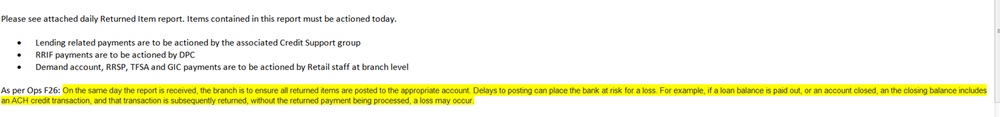 Please see attached daily Returned Item report. Items contained in this report must be actioned today.
• Lending related payments are to be actioned by the associated Credit Support group
• RRIF payments are to be actioned by DPC
• Demand account, RRSP, TFSA and GIC payments are to be actioned by Retail staff at branch level
As per Ops F26: On the same day the report is received, the branch is to ensure all returned items are posted to the appropriate account. Delays to posting can place the bank at risk for a loss. For example, if a loan balance is paid out, or an account closed, an the closing balance includes
an ACH credit transaction, and that transaction is subsequently returned, without the returned payment being processed, a loss may occur.